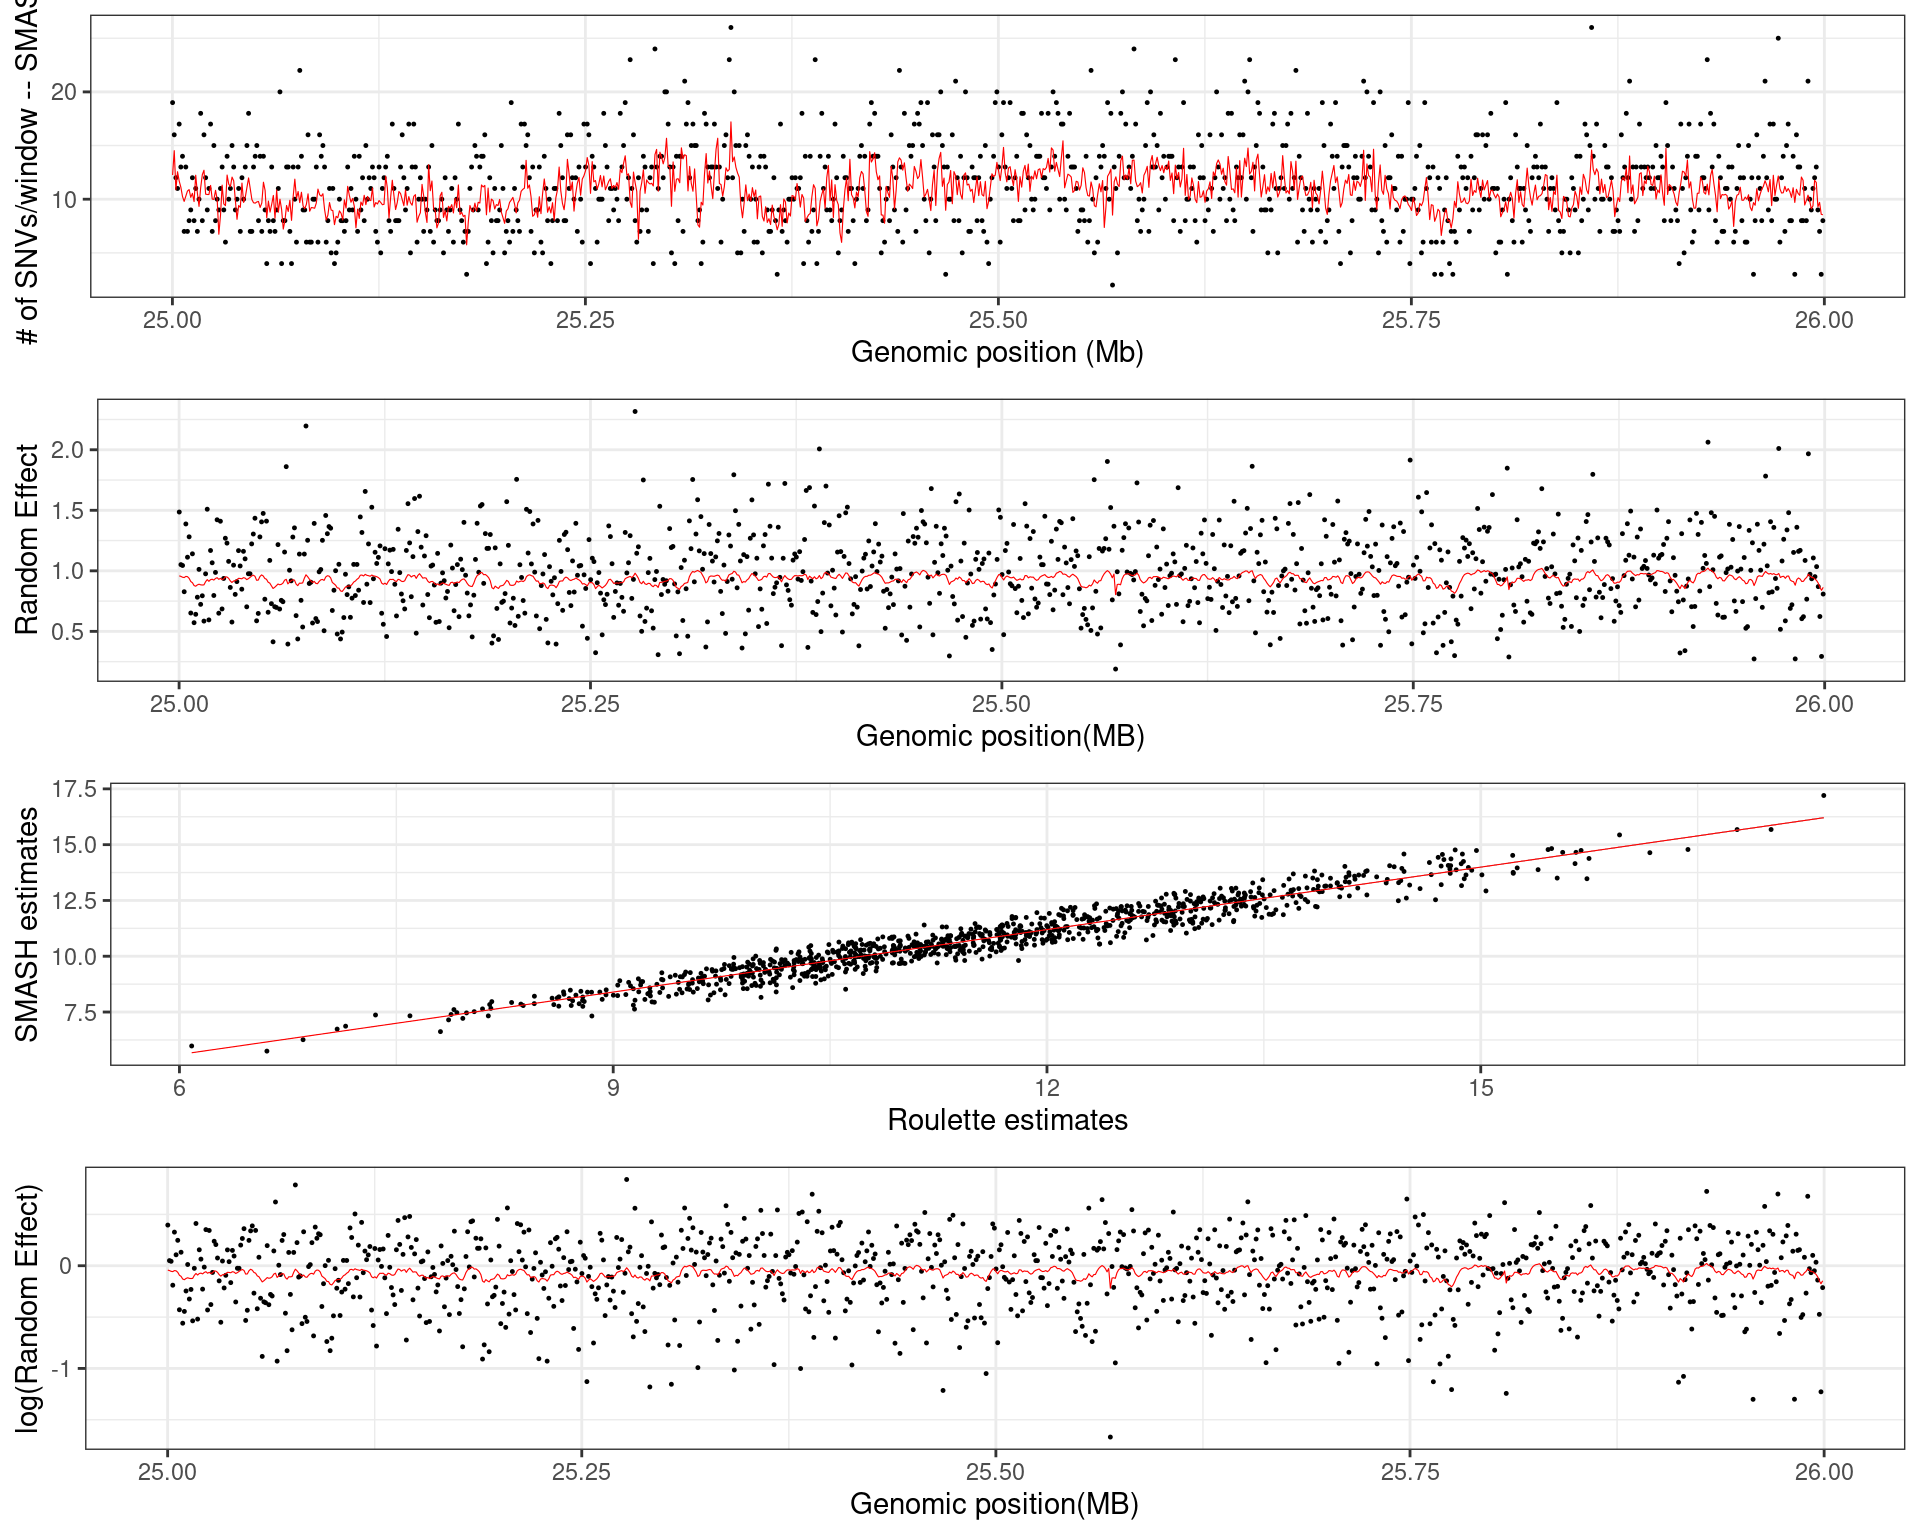 # of SNVs/window -- SMAS
20
10
25.00 25.25 25.50 25.75 26.00
Genomic position (Mb)
Random Effect
2.0
1.5
1.0
0.5
25.00 25.25 25.50 25.75 26.00
Genomic position(MB)
SMASH estimates
17.5
15.0
12.5
10.0
7.5
6 9 12 15
Roulette estimates
log(Random Effect)
0
-1
25.00 25.25 25.50 25.75 26.00
Genomic position(MB)